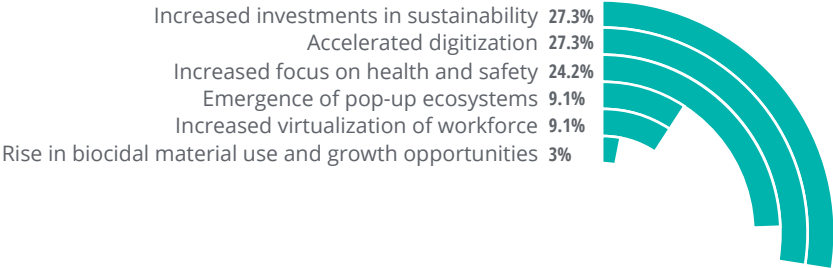 Increased investments in sustainability 27.3%
Accelerated digitization 27.3%
Increased focus on health and safety 24.2%
Emergence of pop-up ecosystems 9.1%
Increased virtualization of workforce 9.1%
Rise in biocidal material use and growth opportunities 3%